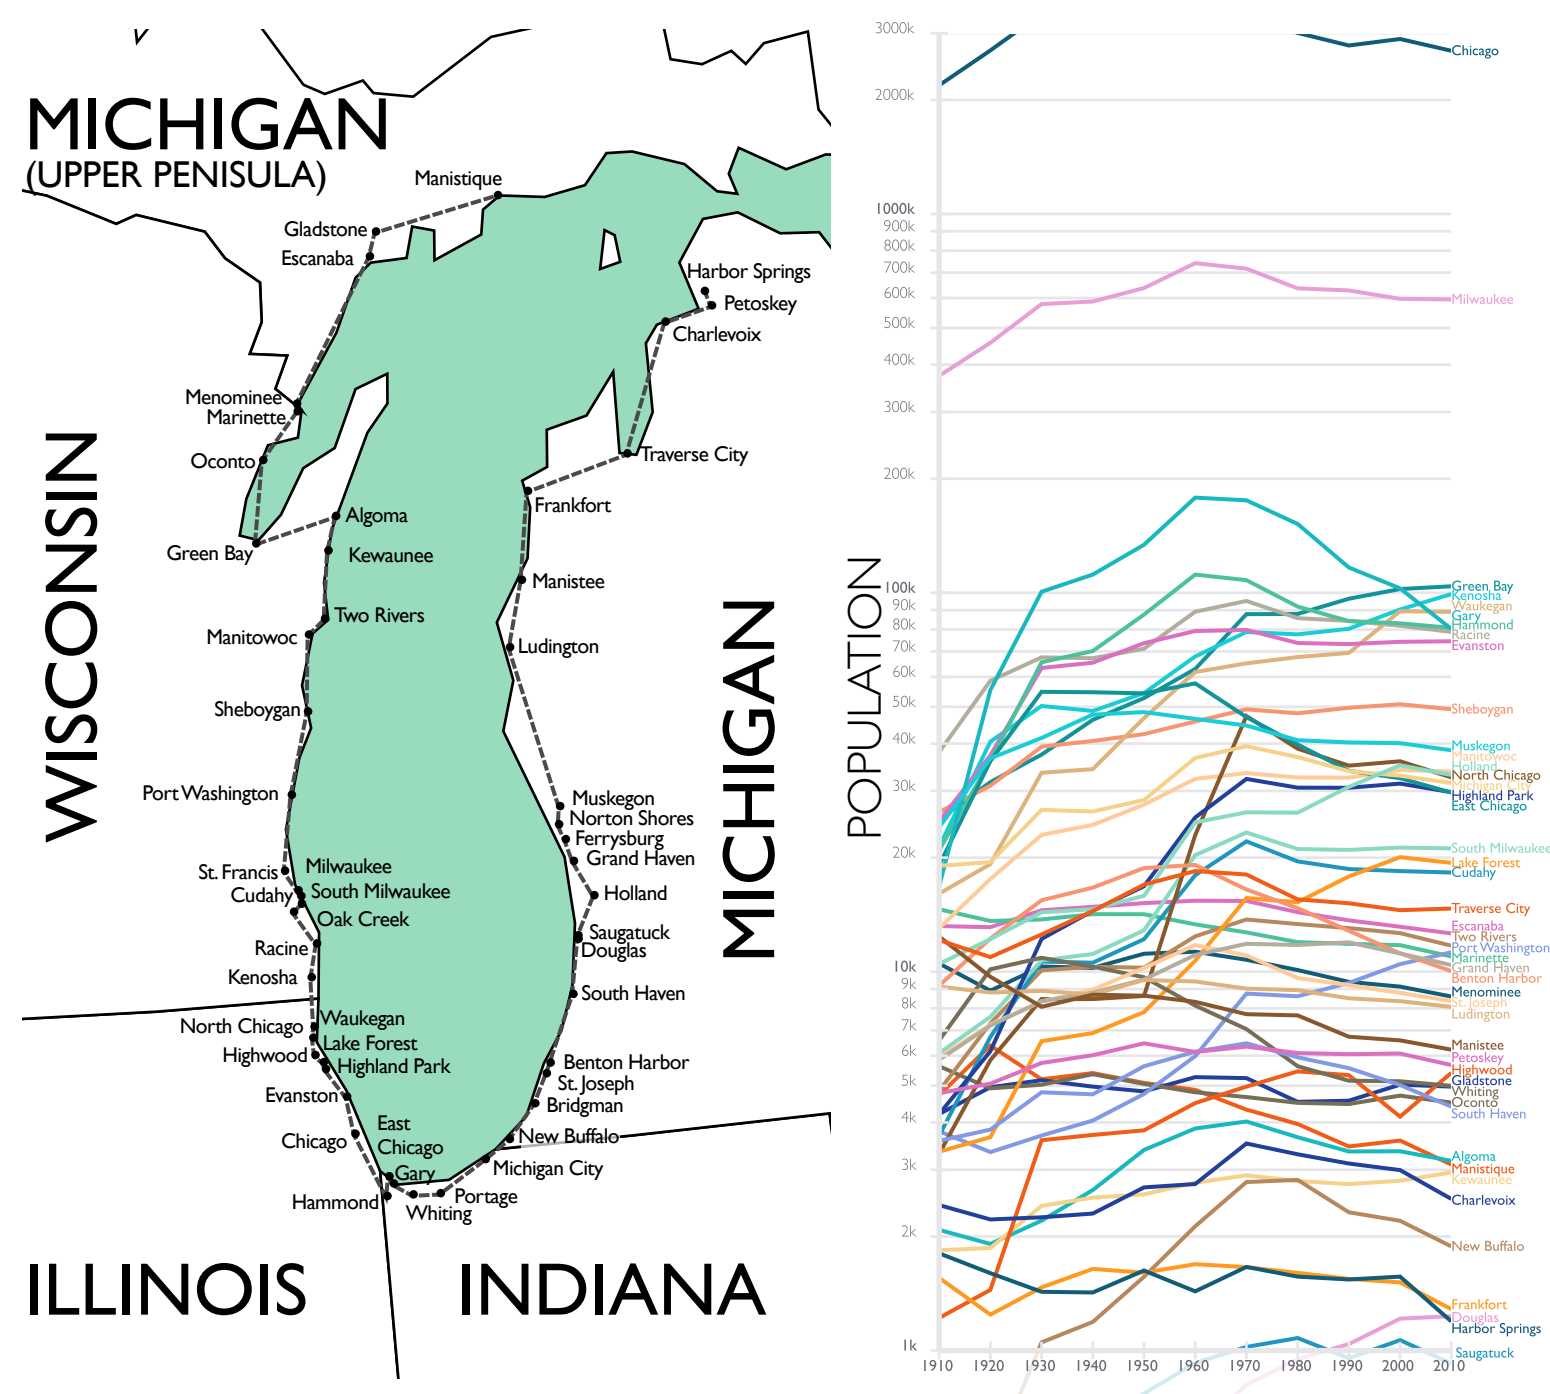 MICHIGAN
(UPPER PENISULA)
Manistique
Gladstone
Escanaba
Harbor Springs
Petoskey
Charlevoix
Menominee
Marinette
Oconto
Traverse City
Frankfort
Algoma
Green Bay
Kewaunee
Manistee
Two Rivers
Manitowoc
Ludington
Sheboygan
WISCONSIN
MICHIGAN
Port Washington
Muskegon
Norton Shores
Ferrysburg
Grand Haven
St. Francis
Milwaukee
Cudahy
South Milwaukee
Holland
Oak Creek
Saugatuck
Douglas
Racine
Kenosha
South Haven
North Chicago
Waukegan
Lake Forest
Highwood
Highland Park
Benton Harbor
St. Joseph
Evanston
Bridgman
East
Chicago
Chicago
New Buffalo
Gary
Michigan City
Hammond
Portage
Whiting
ILLINOIS
INDIANA
POPULATION
3000k
2000k
1000k
900k
800k
700k
600k
500k
400k
300k
200k
100k
90k
80k
70k
60k
50k
40k
30k
20k
10k
9k
8k
7k
6k
5k
4k
3k
2k
1k
1910 1920 1930 1940 1950 1960 1970 1980 1990 2000 2010
Chicago
Milwaukee
Green Bay
Kenosha
Waukegan
Gary
Hammond
Racine
Evanston
Sheboygan
Muskegon
Manitowoc
Holland
North Chicago
Michigan City
Highland Park
East Chicago
South Milwaukee
Lake Forest
Cudahy
Traverse City
Escanaba
Two Rivers
Port Washington
Marinette
Grand Haven
Benton Harbor
Menominee
St. Joseph
Ludington
Manistee
Petoskey
Highwood
Gladstone
Whiting
Oconto
South Haven
Algoma
Manistique
Kewaunee
Charlevoix
New Buffalo
Frankfort
Douglas
Harbor Springs
Saugatuck